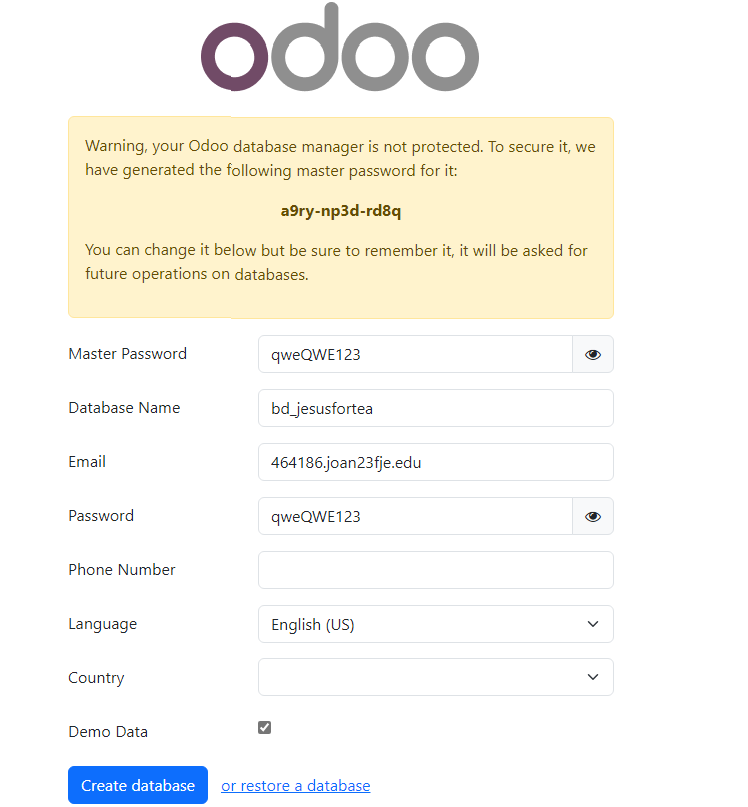 odoo
Warning, your Odoo database manager is not protected. To secure it, we
have generated the following master password for it:
a9ry-np3d-rd8q
You can change it below but be sure to remember it, it will be asked for
future operations on databases.
Master Password qweQWE123
Database Name bd_jesusfortea
Email 464186.joan23fje.edu
Password qweQWE123
Phone Number
Language English (US)
Country
Demo Data
Create database or restore a database